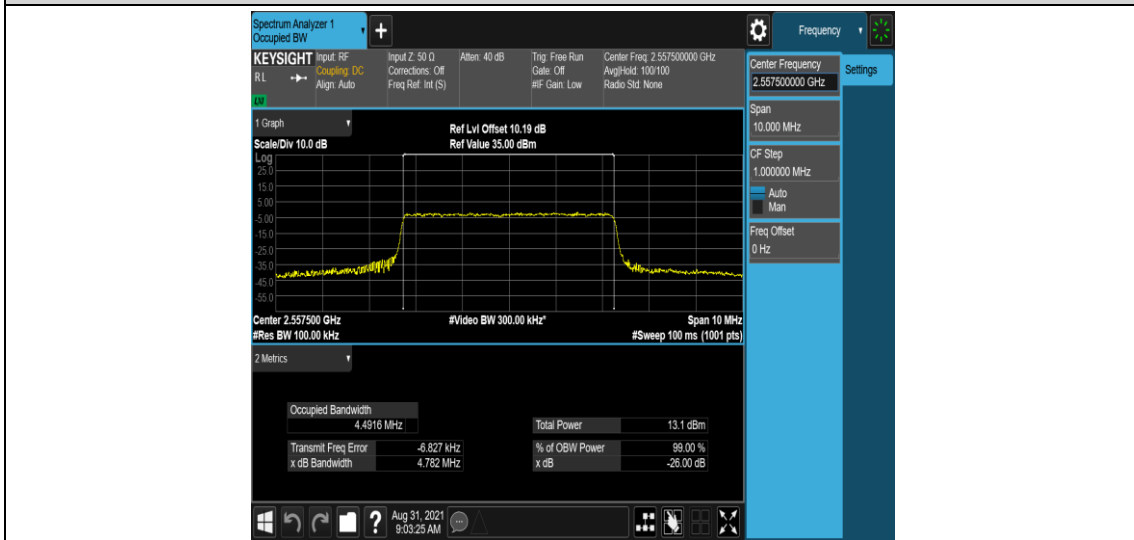 Spectrum Analyzer 1
Occupied BW
+
Frequency
KEYSIGHT
RL
LXI
Input: RF
Coupling: DC
Align: Auto
Input Z: 50 Ω
Corrections: Off
Freq Ref: Int (S)
Atten: 40 dB
Trig: Free Run
Gate: Off
#IF Gain: Low
Center Freq: 2.557500000 GHz
Avg|Hold: 100/100
Radio Std: None
Center Frequency
2.557500000 GHz
Settings
Span
10.000 MHz
CF Step
1.000000 MHz
Auto
Man
Freq Offset
0 Hz
1 Graph
Scale/Div 10.0 dB
Ref Lvl Offset 10.19 dB
Ref Value 35.00 dBm
Log
25.0
15.0
5.00
-5.00
-15.0
-25.0
-35.0
-45.0
-55.0
Center 2.557500 GHz
#Video BW 300.00 kHz*
Span 10 MHz
#Res BW 100.00 kHz
#Sweep 100 ms (1001 pts)
2 Metrics
Occupied Bandwidth
4.4916 MHz
Total Power 13.1 dBm
Transmit Freq Error -6.827 kHz
% of OBW Power 99.00 %
x dB Bandwidth 4.782 MHz
x dB -26.00 dB
?
Aug 31, 2021
9:03:25 AM